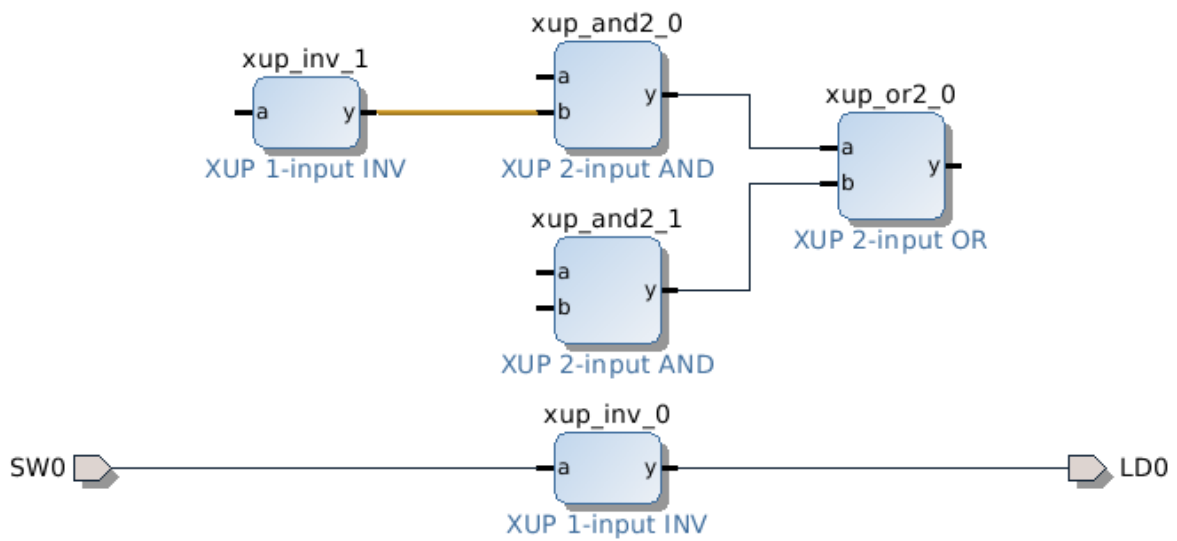 xup_inv_1
a
y
XUP 1-input INV
xup_and2_0
a
b
y
XUP 2-input AND
xup_or2_0
a
b
y
XUP 2-input OR
xup_and2_1
a
b
y
XUP 2-input AND
xup_inv_0
SW0
a
y
LD0
XUP 1-input INV